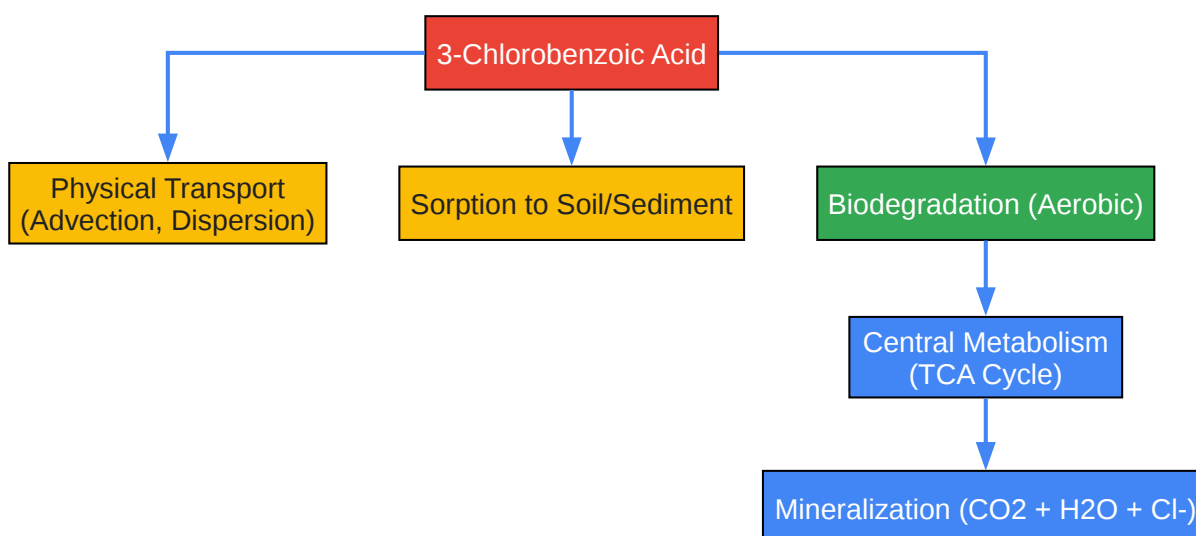 3-Chlorobenzoic Acid
Physical Transport
(Advection, Dispersion)
Sorption to Soil/Sediment
Biodegradation (Aerobic)
Central Metabolism
(TCA Cycle)
Mineralization (CO2 + H2O + Cl-)